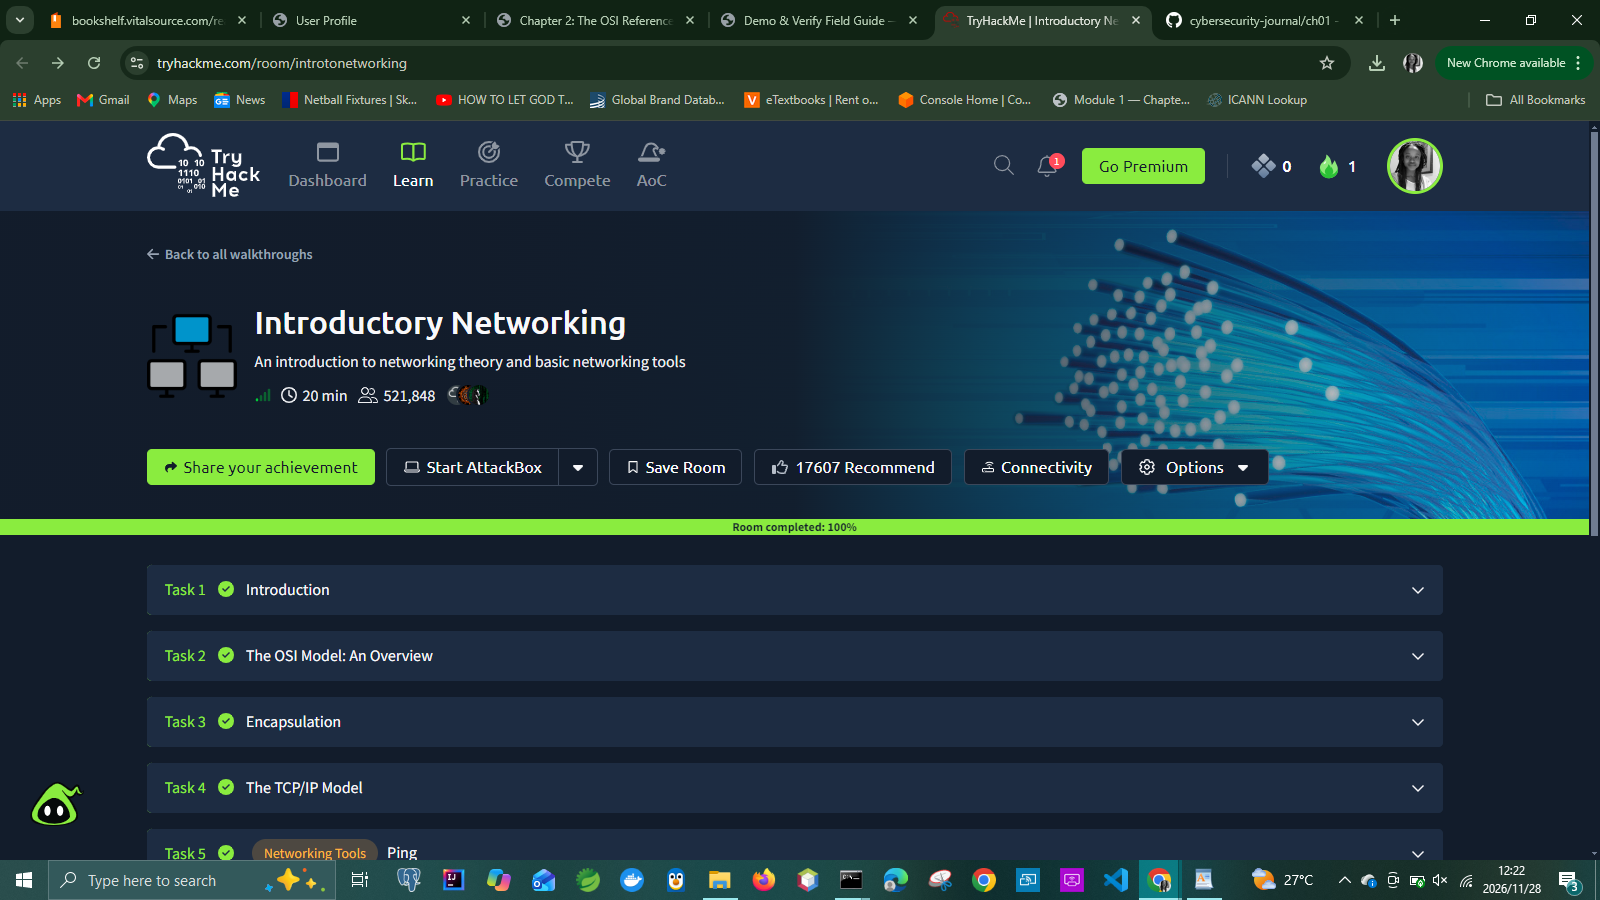 bookshelf.vitalsource.com/re
User Profile
Chapter 2: The OSI Reference
Demo & Verify Field Guide –
TryHackMe | Introductory Ne
cybersecurity-journal/ch01 -
tryhackme.com/room/introtonetworking
New Chrome available
Apps
Gmail
Maps
News
Netball Fixtures | Sk...
HOW TO LET GOD T...
Global Brand Datab...
eTextbooks | Rent o...
Console Home | Co...
Module 1 — Chapte...
ICANN Lookup
All Bookmarks
Try Hack Me
Dashboard
Learn
Practice
Compete
AoC
1
Go Premium
0
1
Back to all walkthroughs
Introductory Networking
An introduction to networking theory and basic networking tools
20 min
521,848
Share your achievement
Start AttackBox
Save Room
17607 Recommend
Connectivity
Options
Room completed: 100%
Task 1 Introduction
Task 2 The OSI Model: An Overview
Task 3 Encapsulation
Task 4 The TCP/IP Model
Task 5 Networking Tools Ping
Type here to search
27°C
12:22
2026/11/28
3